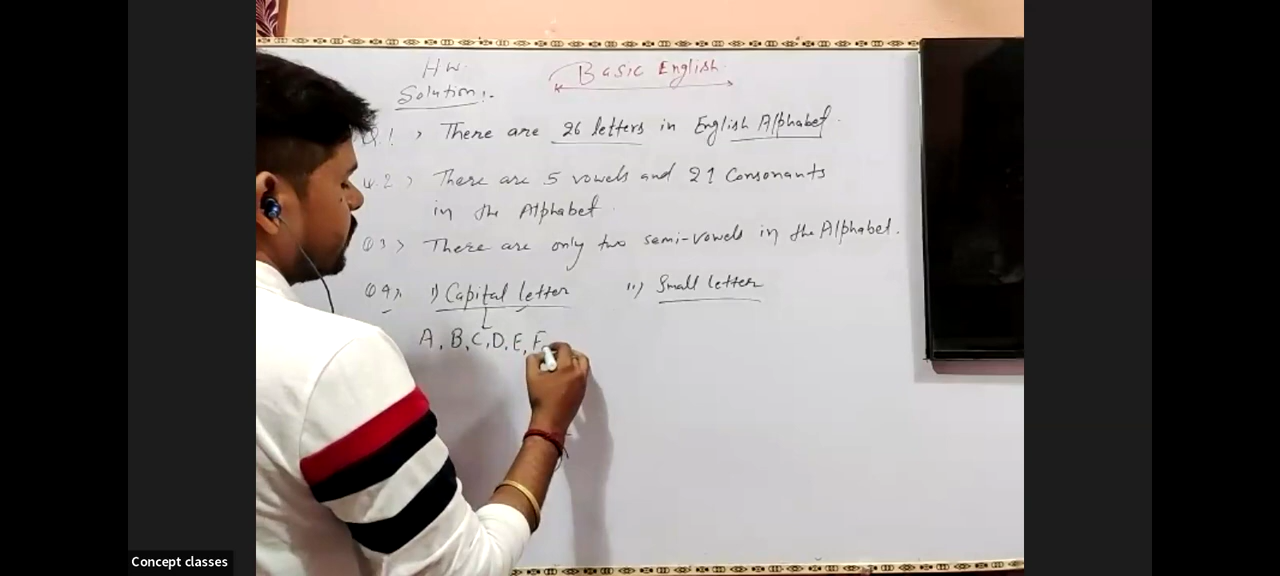 H.W.
Solution:-
Basic English.
Q.1 > There are 26 letters in English Alphabet.
Q.2 > There are 5 vowels and 21 Consonants
in the Alphabet.
Q3 > There are only two semi-vowels in the Alphabet.
Q4>. i) Capital letter ii) Small letter
A, B, C, D, E, F
Concept classes